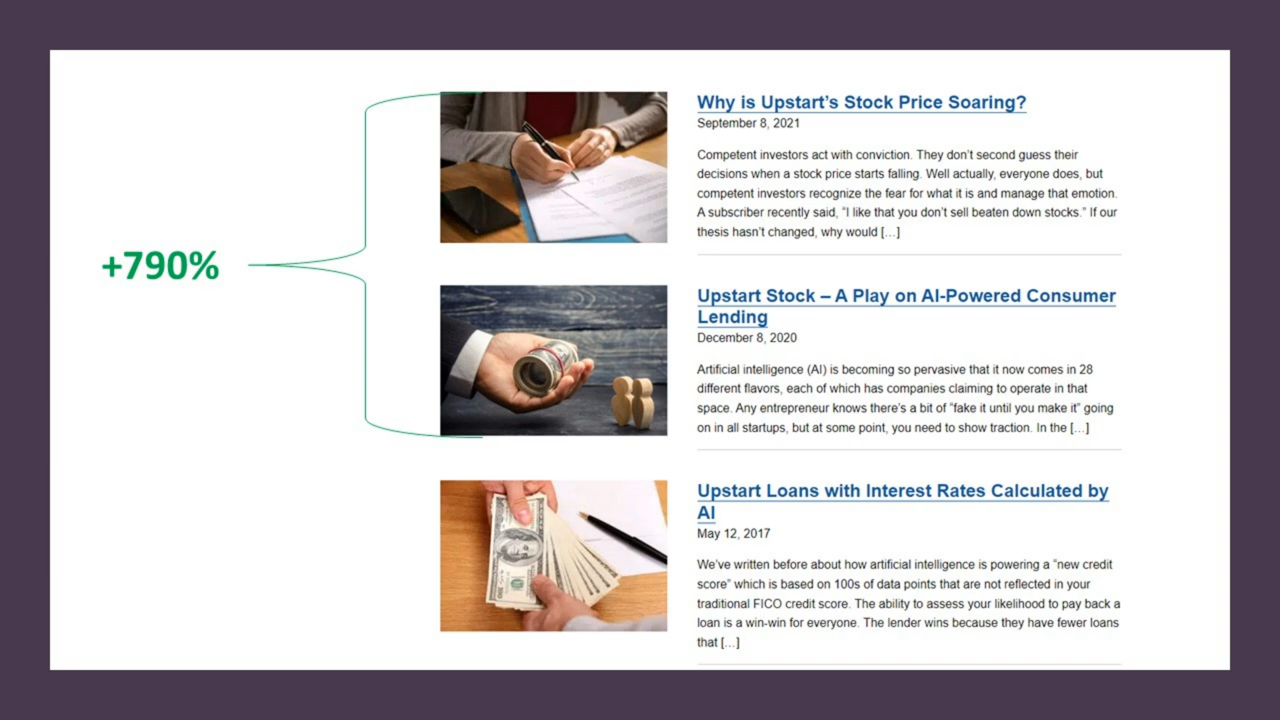 Why is Upstart’s Stock Price Soaring?
September 8, 2021
Competent investors act with conviction. They don’t second guess their
decisions when a stock price starts falling. Well actually, everyone does, but
competent investors recognize the fear for what it is and manage that emotion.
A subscriber recently said, “I like that you don’t sell beaten down stocks.” If our
thesis hasn’t changed, why would […]
+790%
Upstart Stock – A Play on AI-Powered Consumer
Lending
December 8, 2020
Artificial intelligence (AI) is becoming so pervasive that it now comes in 28
different flavors, each of which has companies claiming to operate in that
space. Any entrepreneur knows there’s a bit of “fake it until you make it” going
on in all startups, but at some point, you need to show traction. In the […]
Upstart Loans with Interest Rates Calculated by
AI
May 12, 2017
We’ve written before about how artificial intelligence is powering a “new credit
score” which is based on 100s of data points that are not reflected in your
traditional FICO credit score. The ability to assess your likelihood to pay back a
loan is a win-win for everyone. The lender wins because they have fewer loans
that […]